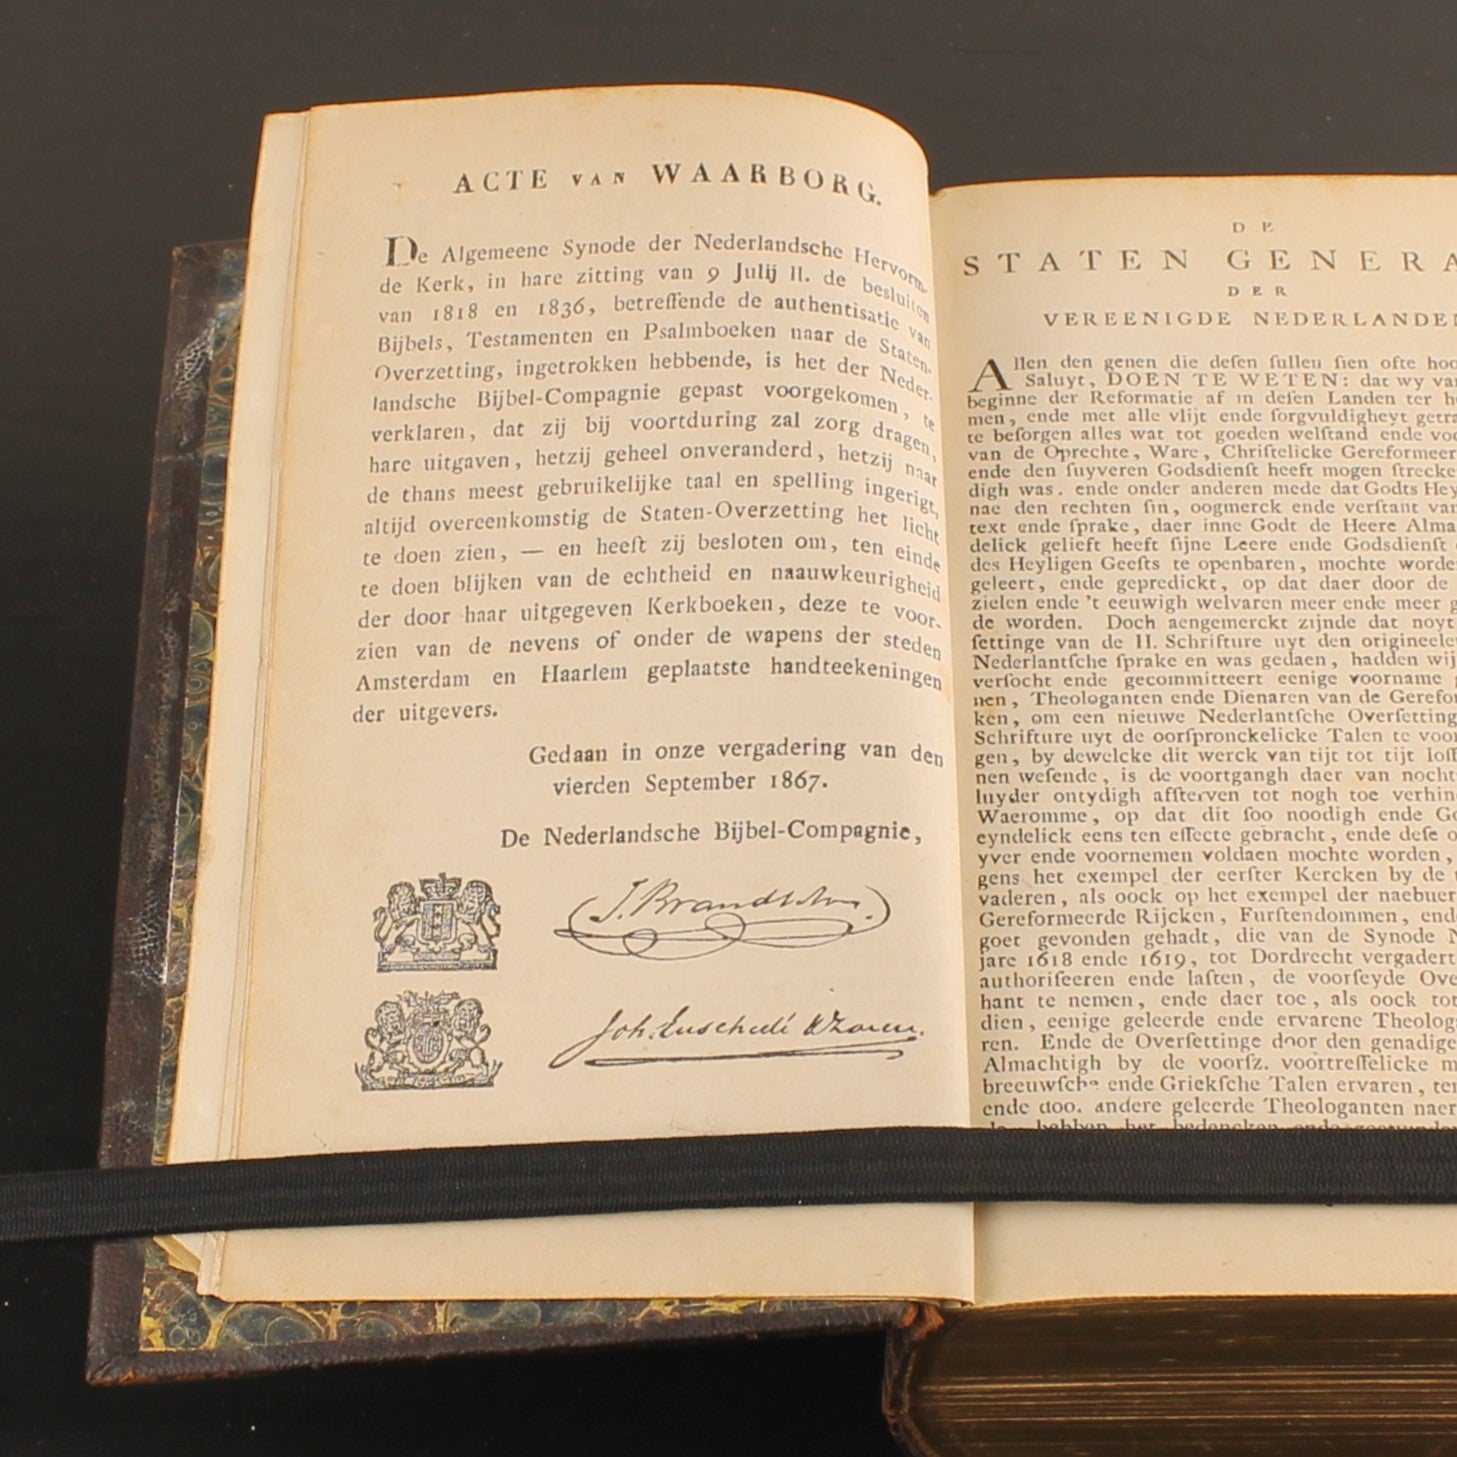 ACTE VAN WAARBORG.
De Algemeene Synode der Nederlandsche Hervorm-
de Kerk, in hare zitting van 9 Julij ll. de besluiten
van 1818 en 1836, betreffende de authentisatie van
Bijbels, Testamenten en Psalmboeken naar de Staten-
Overzetting, ingetrokken hebbende, is het der Neder-
landsche Bijbel-Compagnie gepast voorgekomen, te
verklaren, dat zij bij voortduring zal zorg dragen,
hare uitgaven, hetzij geheel onveranderd, hetzij naar
de thans meest gebruikelijke taal en spelling ingerigt,
altijd overeenkomstig de Staten-Overzetting het licht
te doen zien, — en heeft zij besloten om, ten einde
te doen blijken van de echtheid en naauwkeurigheid
der door haar uitgegeven Kerkboeken, deze te voor-
zien van de nevens of onder de wapens der steden
Amsterdam en Haarlem geplaatste handteekeningen
der uitgevers.
Gedaan in onze vergadering van den
vierden September 1867.
De Nederlandsche Bijbel-Compagnie,
J. Brandt
Joh. Enschedé & Zonen.
DE
STATEN GENERA
DER
VEREENIGDE NEDERLANDEN
Allen den genen die deſen ſullen ſien ofte hoo
Saluyt, DOEN TE WETEN: dat wy va
beginne der Reformatie af in deſen Landen ter h
men, ende met alle vlijt ende ſorgvuldigheyt getra
te beſorgen alles wat tot goeden welſtand ende voo
van de Oprechte, Ware, Chriſtelicke Gereformeer
ende den ſuyveren Godsdienſt heeft mogen ſtrecke
digh was. ende onder anderen mede dat Godts Hey
nae den rechten ſin, oogmerck ende verſtant van
text ende ſprake, daer inne Godt de Heere Alma
delick gelieft heeft ſijne Leere ende Godsdienſt
des Heyligen Geeſts te openbaren, mochte worde
geleert, ende gepredickt, op dat daer door de
zielen ende 't eeuwigh welvaren meer ende meer g
de worden. Doch aengemerckt zijnde dat noyt
ſettinge van de H. Schrifture uyt den origineele
Nederlantſche ſprake en was gedaen, hadden wij
verſocht ende gecommitteert eenige voorname
nen, Theologanten ende Dienaren van de Gerefor
ken, om een nieuwe Nederlantſche Overſetting
Schrifture uyt de oorſpronckelicke Talen te voor
gen, by dewelcke dit werck van tijt tot tijt loff
nen weſende, is de voortgangh daer van nocht
luyder ontydigh affterven tot nogh toe verhin
Waeromme, op dat dit ſoo noodigh ende Go
eyndelick eens ten effecte gebracht, ende deſe o
yver ende voornemen voldaen mochte worden,
gens het exempel der eerſter Kercken by de
vaderen, als oock op het exempel der naebuer
Gereformeerde Rijcken, Furſtendommen, end
goet gevonden gehadt, die van de Synode
jare 1618 ende 1619, tot Dordrecht vergadert
authoriſeeren ende laſten, de voorſeyde Ove
hant te nemen, ende daer toe, als oock tot
dien, eenige geleerde ende ervarene Theolog
ren. Ende de Overſettinge door den genadige
Almachtigh by de voorſz. voortreffelicke m
breeuwſche ende Griekſche Talen ervaren, ten
ende doo. andere geleerde Theologanten naer
hebben het bedencken ende